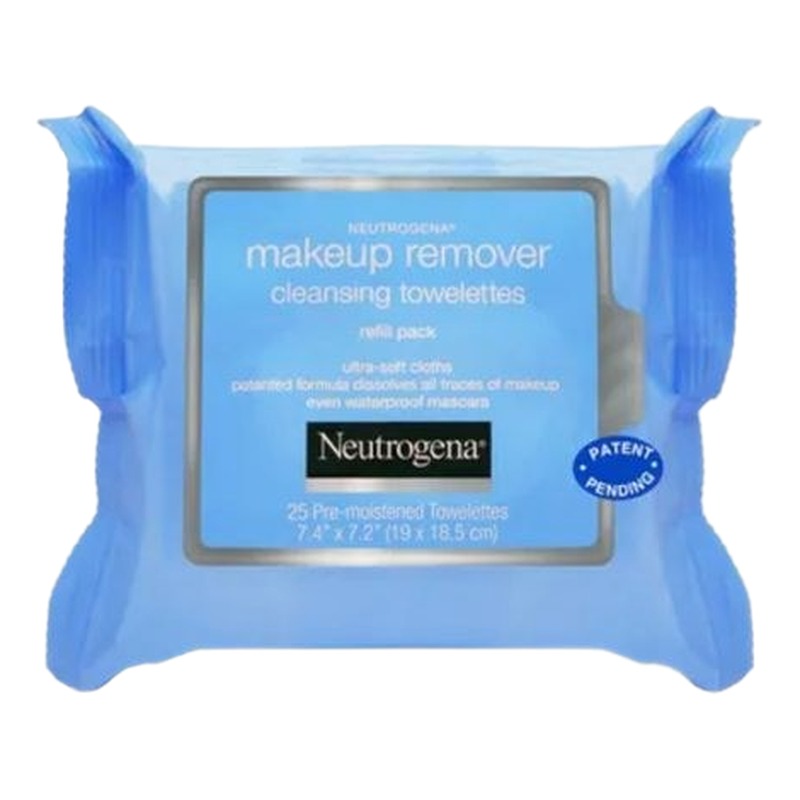 NEUTROGENA®
makeup remover
cleansing towelettes
refill pack
ultra-soft cloths
patented formula dissolves all traces of makeup
even waterproof mascara
Neutrogena®
• PATENT •
PENDING
25 Pre-moistened Towelettes
7.4" x 7.2" (19 x 18.5 cm)